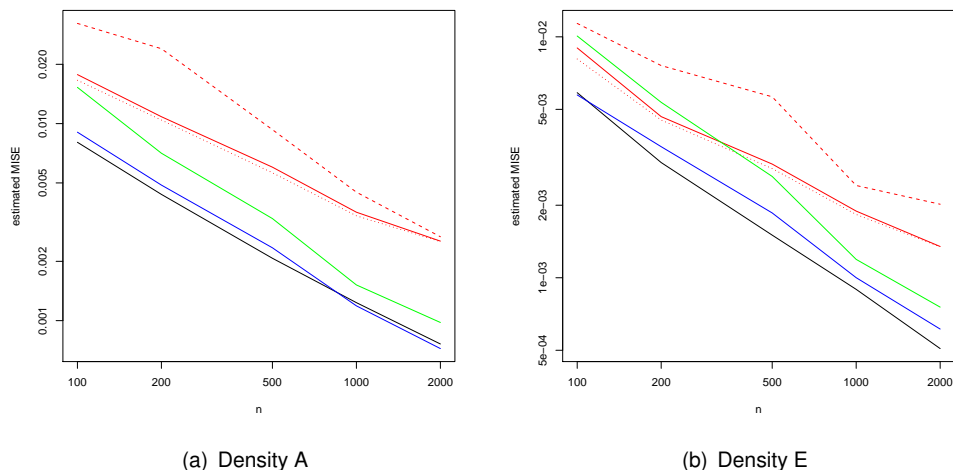 estimated MISE
0.020
0.010
0.005
0.002
0.001
100 200 500 1000 2000
n
(a) Density A
estimated MISE
1e−02
5e−03
2e−03
1e−03
5e−04
100 200 500 1000 2000
n
(b) Density E